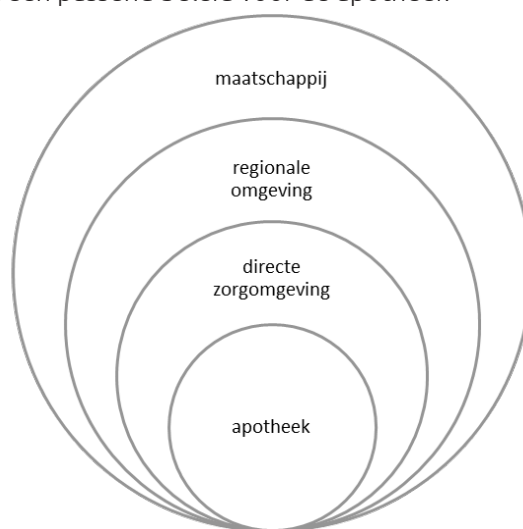 maatschappij
regionale
omgeving
directe
zorgomgeving
apotheek